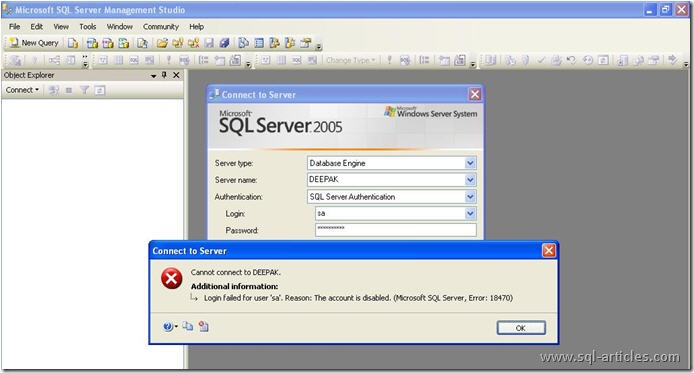 Microsoft SQL Server Management Studio
File Edit View Tools Window Community Help
New Query
Change Type
Object Explorer
Connect
Connect to Server
Microsoft
SQL Server 2005
Microsoft
Windows Server System
Server type: Database Engine
Server name: DEEPAK
Authentication: SQL Server Authentication
Login: sa
Password: **********
Connect to Server
Cannot connect to DEEPAK.
Additional information:
Login failed for user 'sa'. Reason: The account is disabled. (Microsoft SQL Server, Error: 18470)
OK
www.sql-articles.com